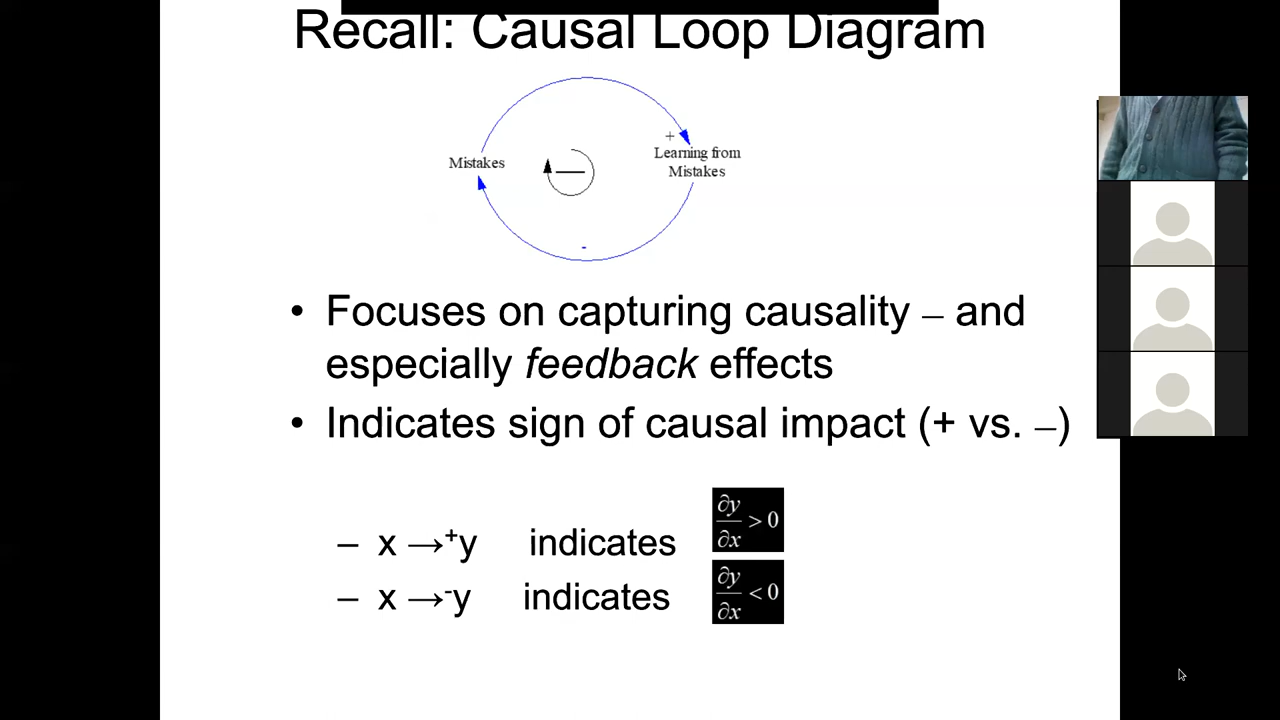 Recall: Causal Loop Diagram
+
Mistakes
Learning from
Mistakes
–
-
• Focuses on capturing causality – and
especially feedback effects
• Indicates sign of causal impact (+ vs. –)
– x →⁺y indicates ∂y/∂x > 0
– x →⁻y indicates ∂y/∂x < 0